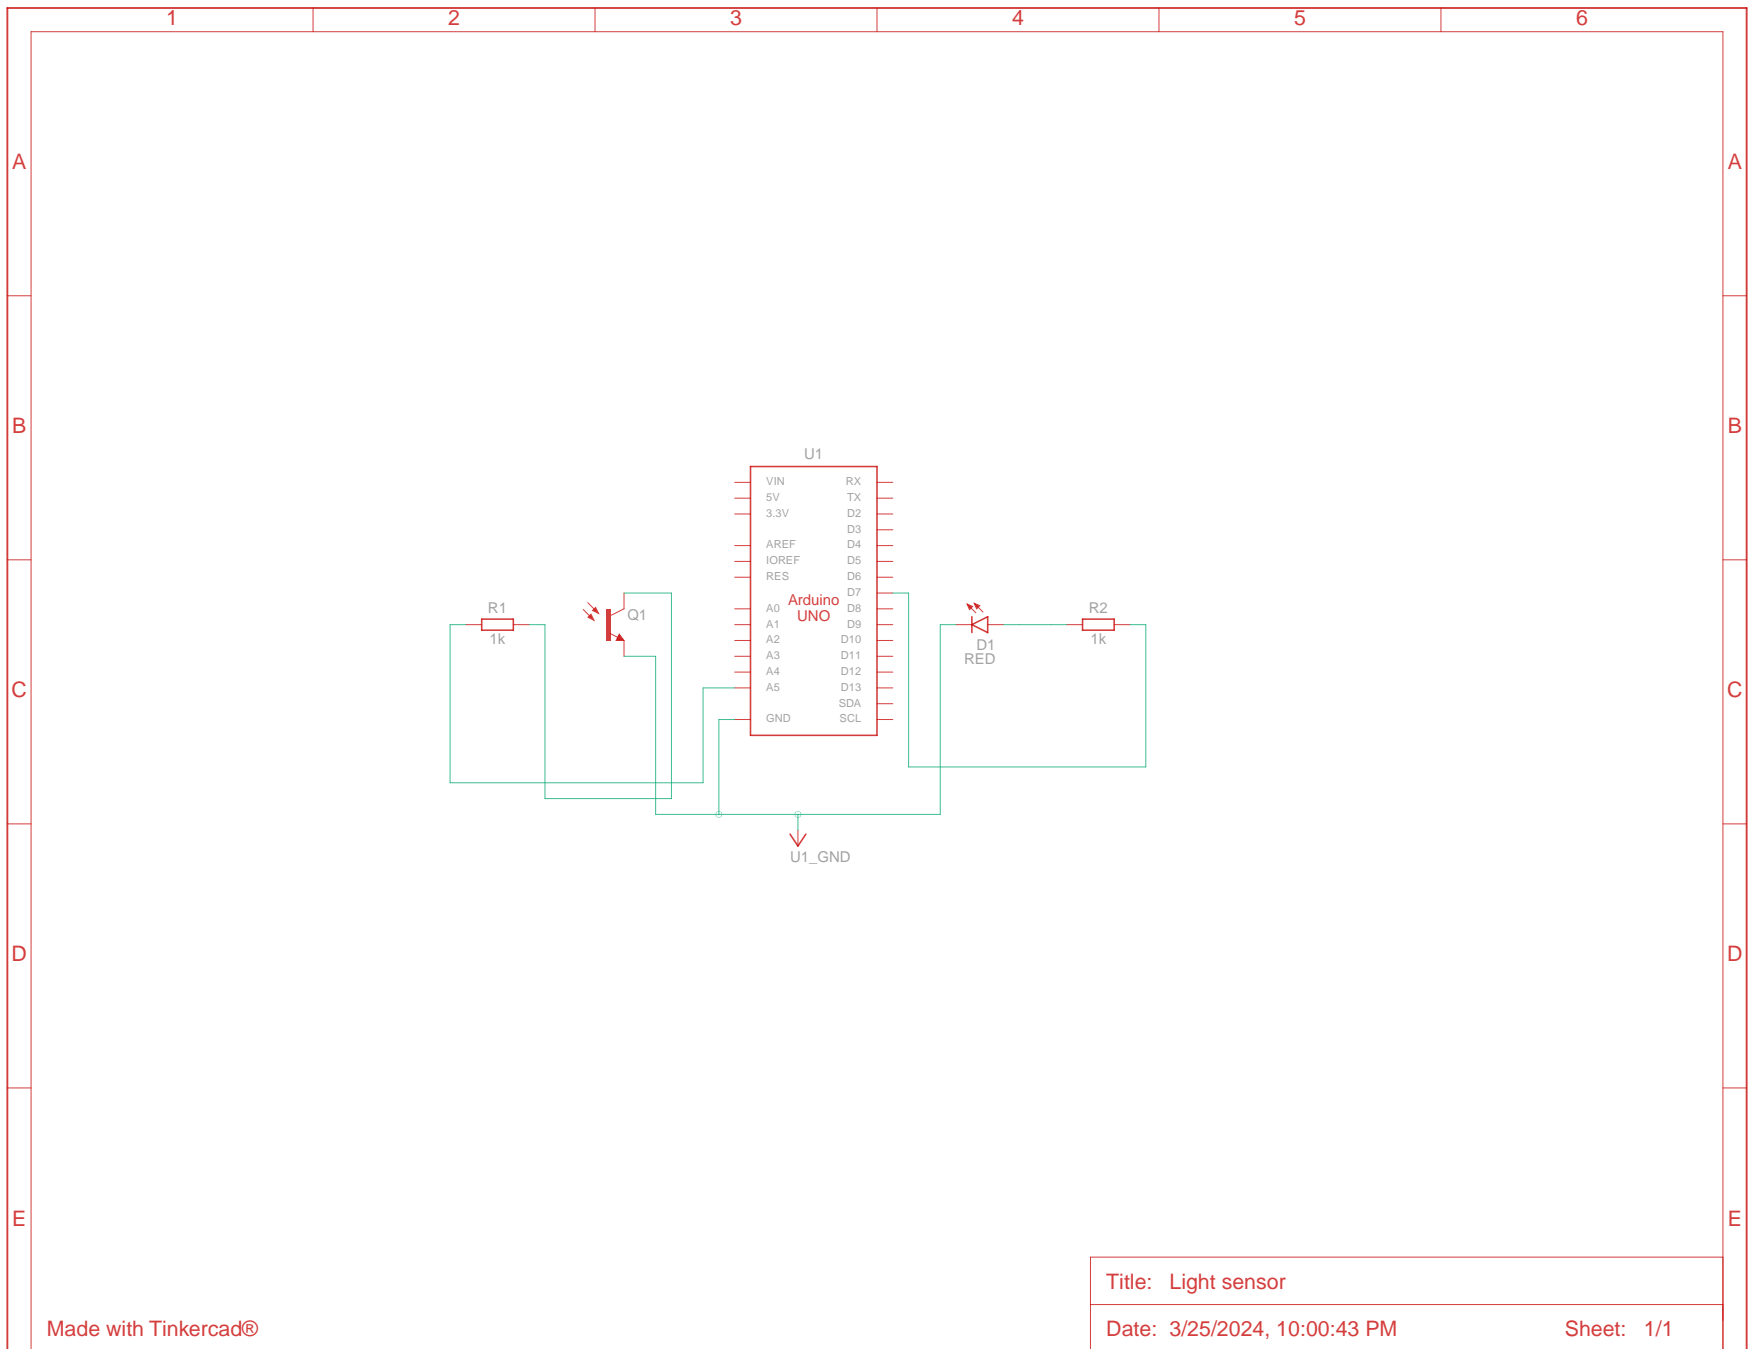 1 2 3 4 5 6
A A
B B
U1
VIN RX
5V TX
3.3V D2
D3
AREF D4
IOREF D5
RES D6
D7
Arduino
UNO
A0 D8
A1 D9
A2 D10
A3 D11
A4 D12
A5 D13
SDA
GND SCL
R1
1k
Q1
D1
RED
R2
1k
C C
U1_GND
D D
E E
Title: Light sensor
Made with Tinkercad®
Date: 3/25/2024, 10:00:43 PM Sheet: 1/1